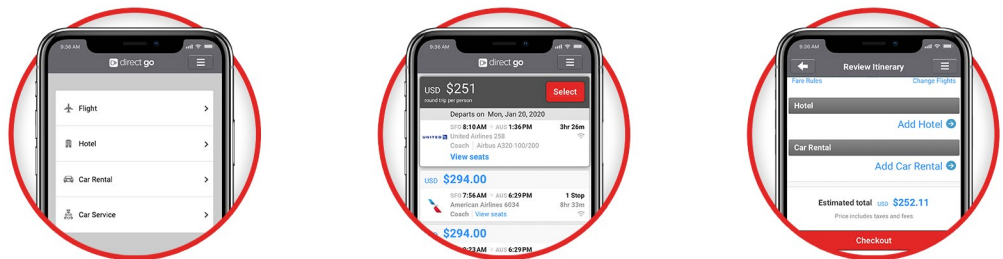 9:36 AM
direct go
Flight
Hotel
Car Rental
Car Service
9:36 AM
direct go
USD $251
round trip per person
Select
Departs on Mon, Jan 20, 2020
SFO 8:10AM AUS 1:36PM 3hr 26m
UNITED United Airlines 258
Coach | Airbus A320-100/200
View seats
USD $294.00
SFO 7:56AM AUS 6:29PM 1 Stop
American Airlines 6034 8hr 33m
Coach | View seats
$294.00
8:23AM AUS 6:29PM
9:36 AM
Review Itinerary
Fare Rules Change Flights
Hotel
Add Hotel
Car Rental
Add Car Rental
Estimated total USD $252.11
Price includes taxes and fees.
Checkout